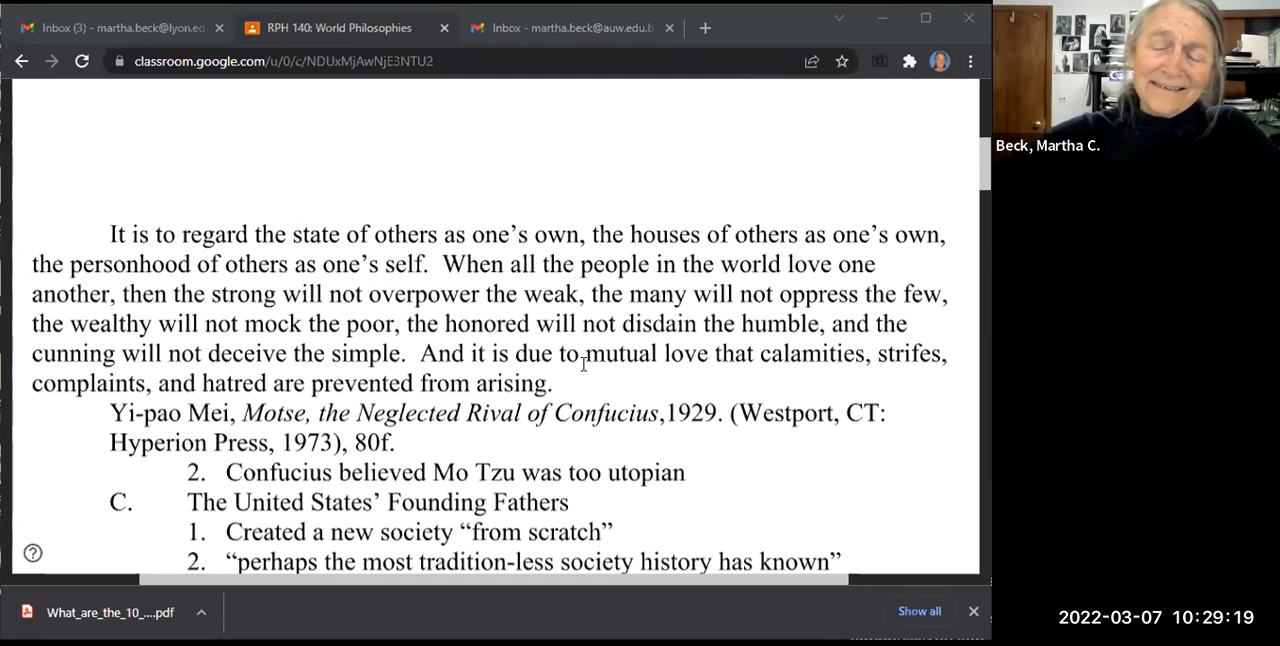 Inbox (3) - martha.beck@lyon.ed
RPH 140: World Philosophies
Inbox - martha.beck@auw.edu.b
classroom.google.com/u/0/c/NDUxMjAwNjE3NTU2
Beck, Martha C.
It is to regard the state of others as one’s own, the houses of others as one’s own,
the personhood of others as one’s self. When all the people in the world love one
another, then the strong will not overpower the weak, the many will not oppress the few,
the wealthy will not mock the poor, the honored will not disdain the humble, and the
cunning will not deceive the simple. And it is due to mutual love that calamities, strifes,
complaints, and hatred are prevented from arising.
Yi-pao Mei, Motse, the Neglected Rival of Confucius,1929. (Westport, CT:
Hyperion Press, 1973), 80f.
2. Confucius believed Mo Tzu was too utopian
C. The United States’ Founding Fathers
1. Created a new society “from scratch”
2. “perhaps the most tradition-less society history has known”
What_are_the_10_....pdf
Show all
2022-03-07 10:29:19